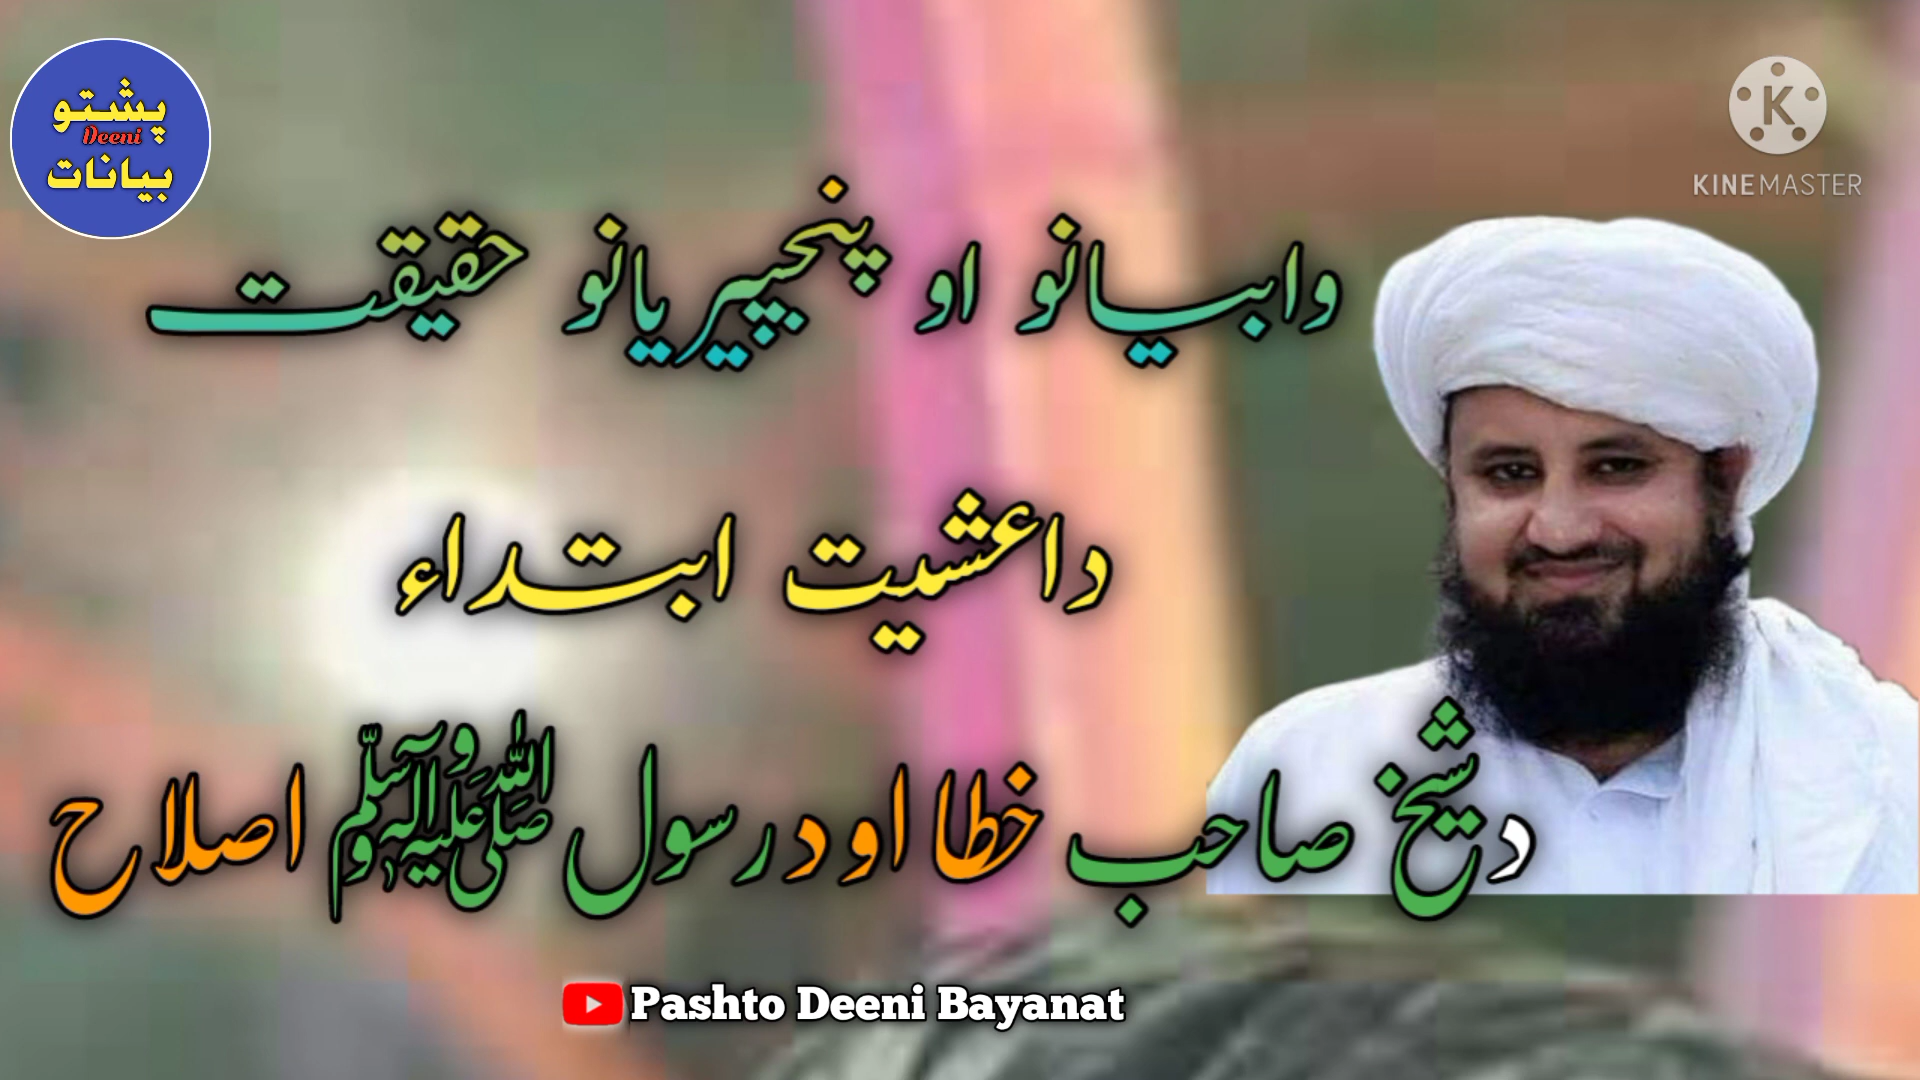 پشتو
Deeni
بیانات
K
KINEMASTER
وابیانو او پنجپیریانو حقیقت
داعشیت ابتداء
د شیخ صاحب خطا او د رسول ﷺ اصلاح
Pashto Deeni Bayanat